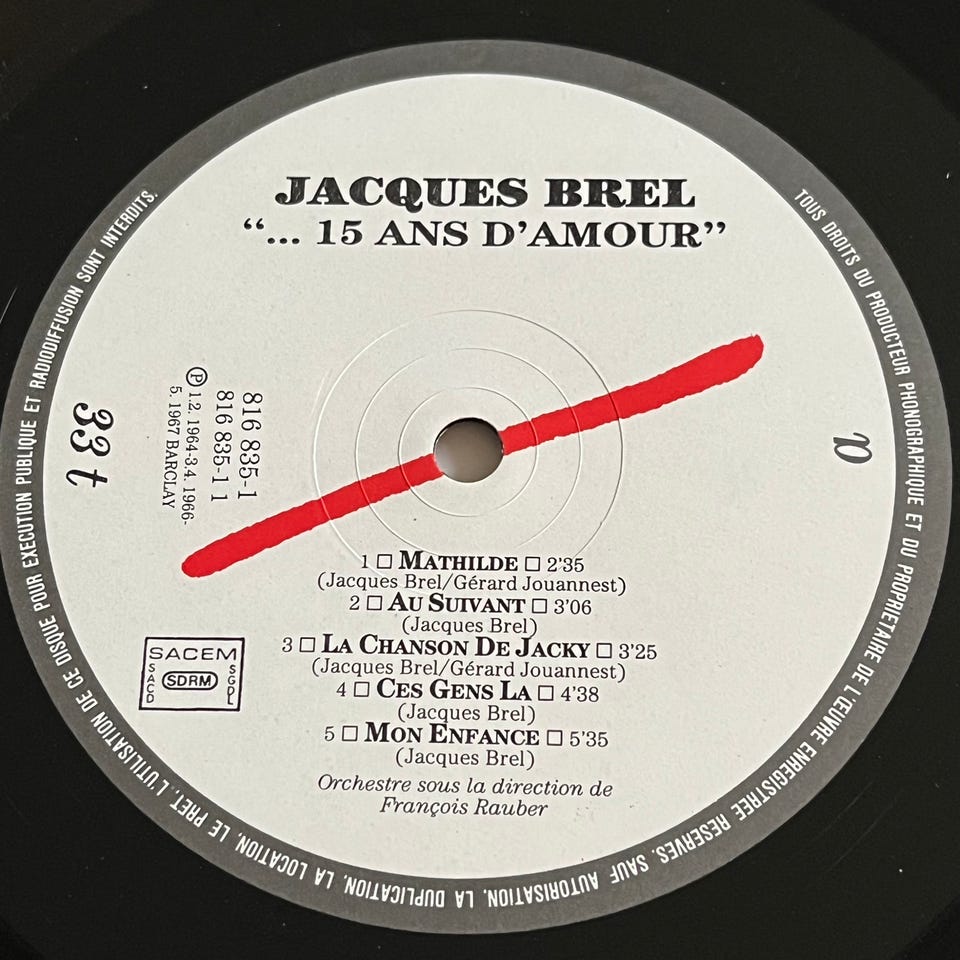 JACQUES BREL
“... 15 ANS D’AMOUR”
TOUS DROITS DU PRODUCTEUR PHONOGRAPHIQUE ET DU PROPRIETAIRE DE L’ŒUVRE ENREGISTREE RESERVES. SAUF AUTORISATION, LA DUPLICATION, LA LOCATION, LE PRET, L’UTILISATION DE CE DISQUE POUR EXECUTION PUBLIQUE ET RADIODIFFUSION SONT INTERDITS.
33 t
816 835-1
816 835-1 1
Ⓟ 1.2. 1964-3.4. 1966-
5. 1967 BARCLAY
a
1 □ MATHILDE □ 2’35
(Jacques Brel/Gérard Jouannest)
2 □ AU SUIVANT □ 3’06
(Jacques Brel)
3 □ LA CHANSON DE JACKY □ 3’25
(Jacques Brel/Gérard Jouannest)
4 □ CES GENS LA □ 4’38
(Jacques Brel)
5 □ MON ENFANCE □ 5’35
(Jacques Brel)
Orchestre sous la direction de
François Rauber
SACEM
SACD
SDRM
SGDL